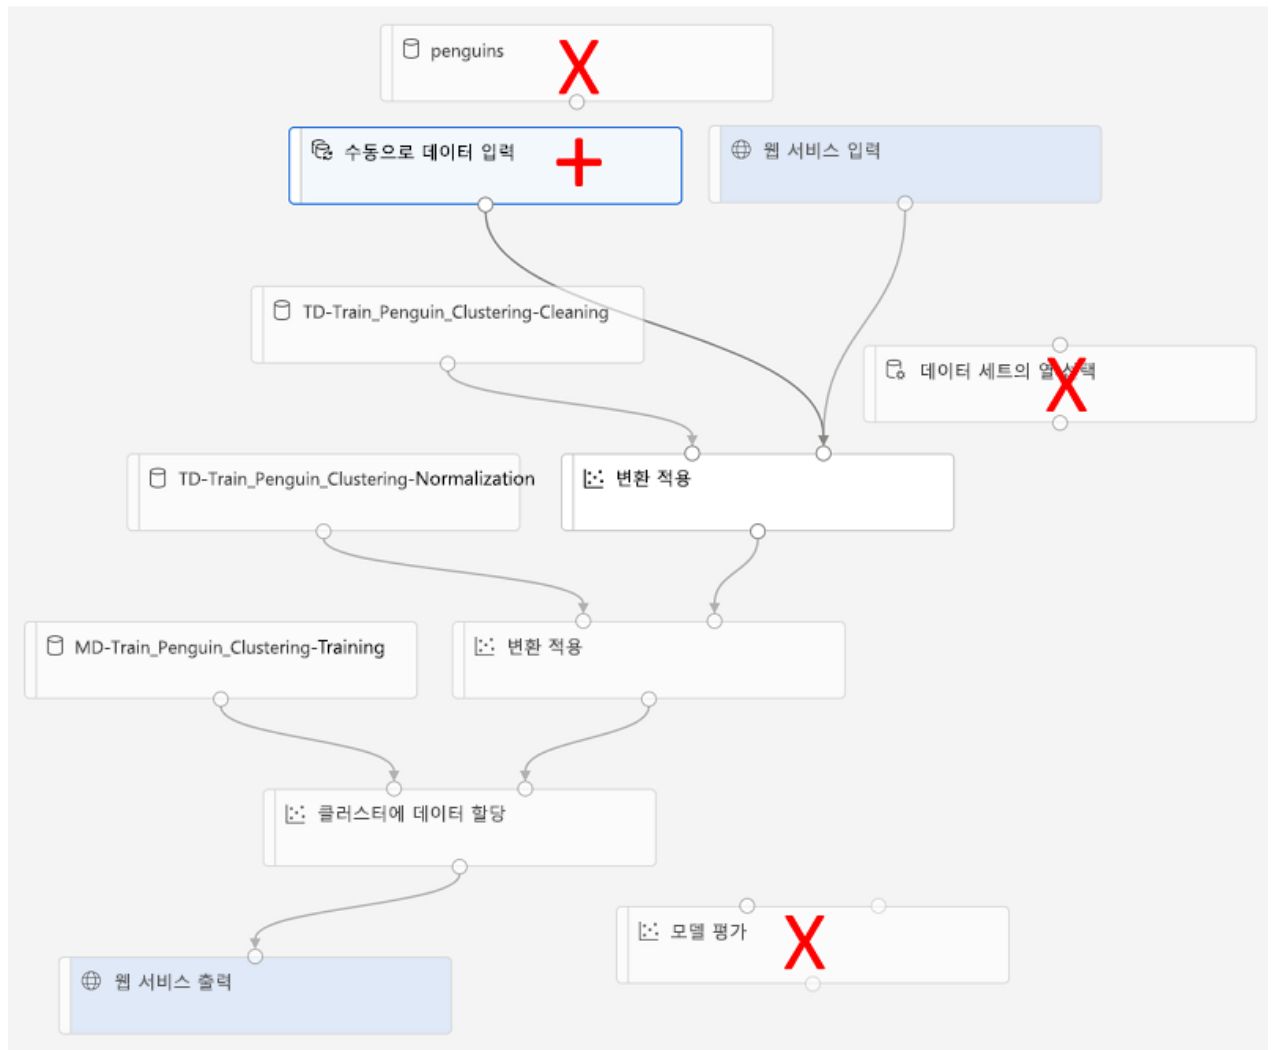 penguins
X
수동으로 데이터 입력
+
웹 서비스 입력
TD-Train_Penguin_Clustering-Cleaning
데이터 세트의 열 선택
X
TD-Train_Penguin_Clustering-Normalization
변환 적용
MD-Train_Penguin_Clustering-Training
변환 적용
클러스터에 데이터 할당
모델 평가
X
웹 서비스 출력